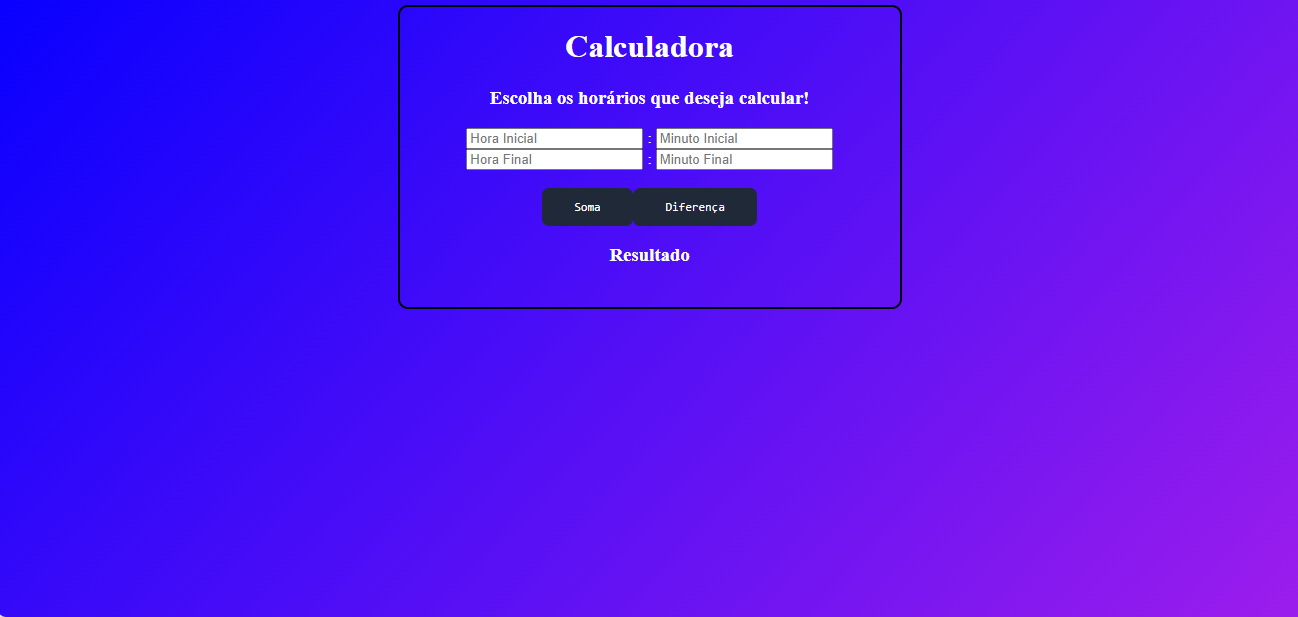 Calculadora
Escolha os horários que deseja calcular!
Hora Inicial : Minuto Inicial
Hora Final : Minuto Final
Soma Diferença
Resultado